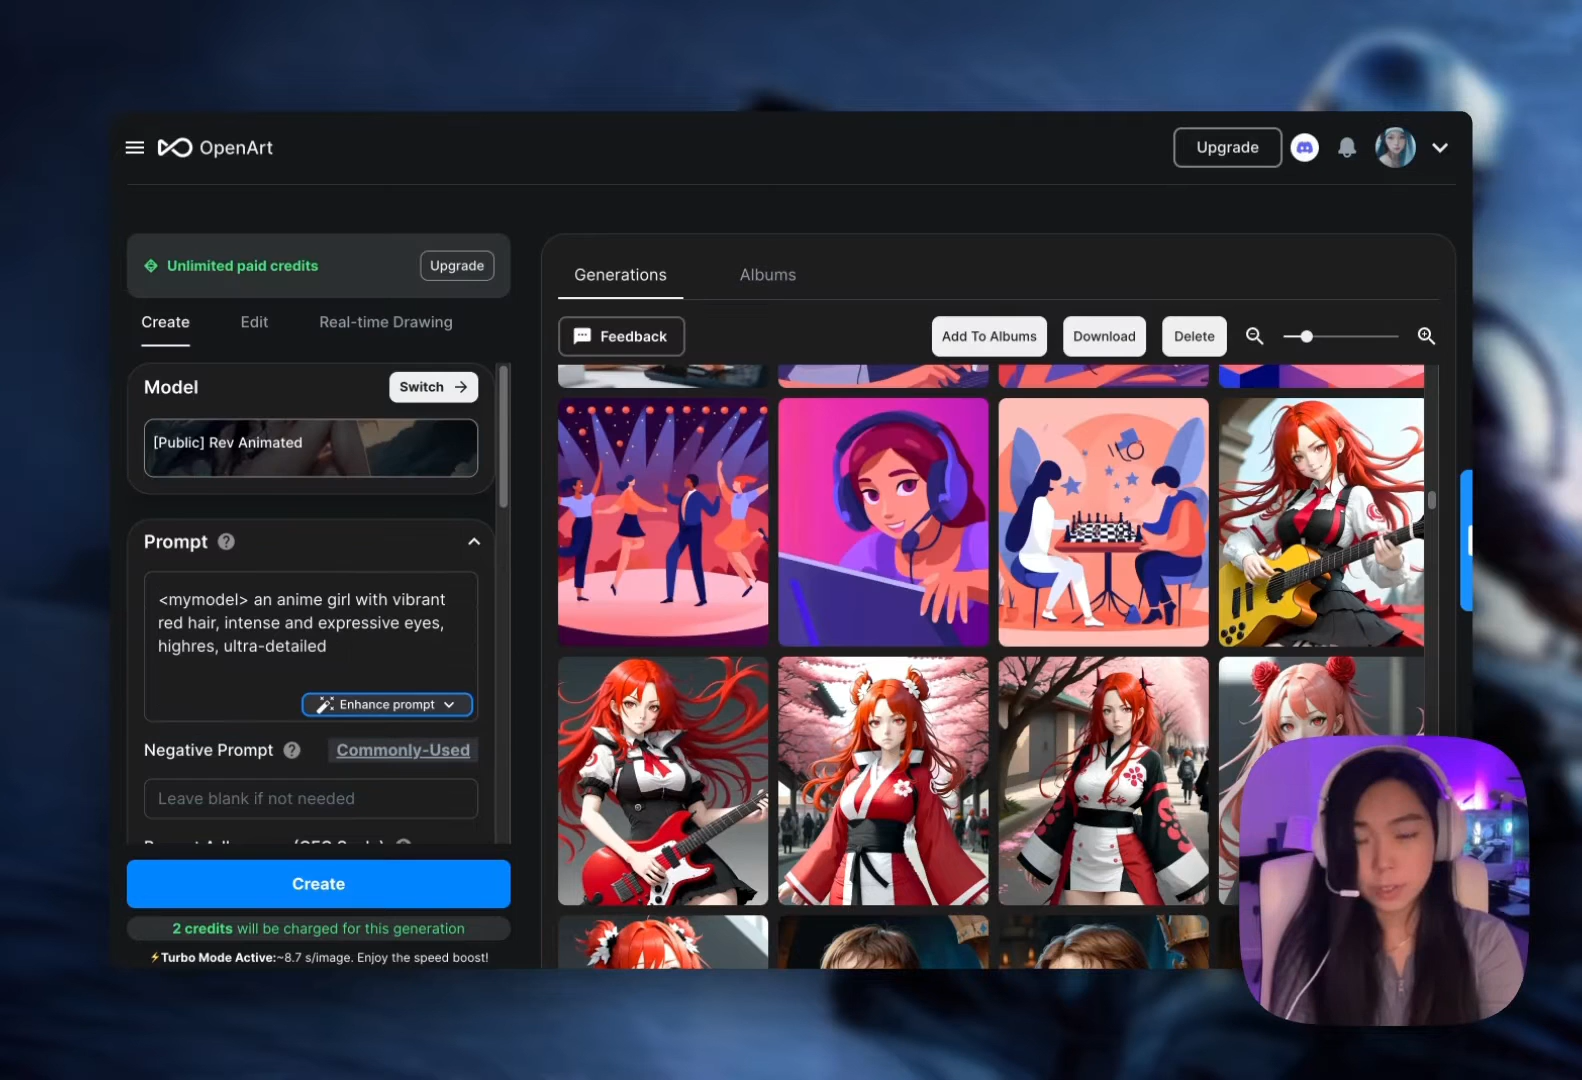 OpenArt
Upgrade
Unlimited paid credits
Upgrade
Create
Edit
Real-time Drawing
Model
Switch →
[Public] Rev Animated
Prompt ?
<mymodel> an anime girl with vibrant
red hair, intense and expressive eyes,
highres, ultra-detailed
Enhance prompt
Negative Prompt ?
Commonly-Used
Leave blank if not needed
Create
2 credits will be charged for this generation
⚡Turbo Mode Active:~8.7 s/image. Enjoy the speed boost!
Generations
Albums
Feedback
Add To Albums
Download
Delete